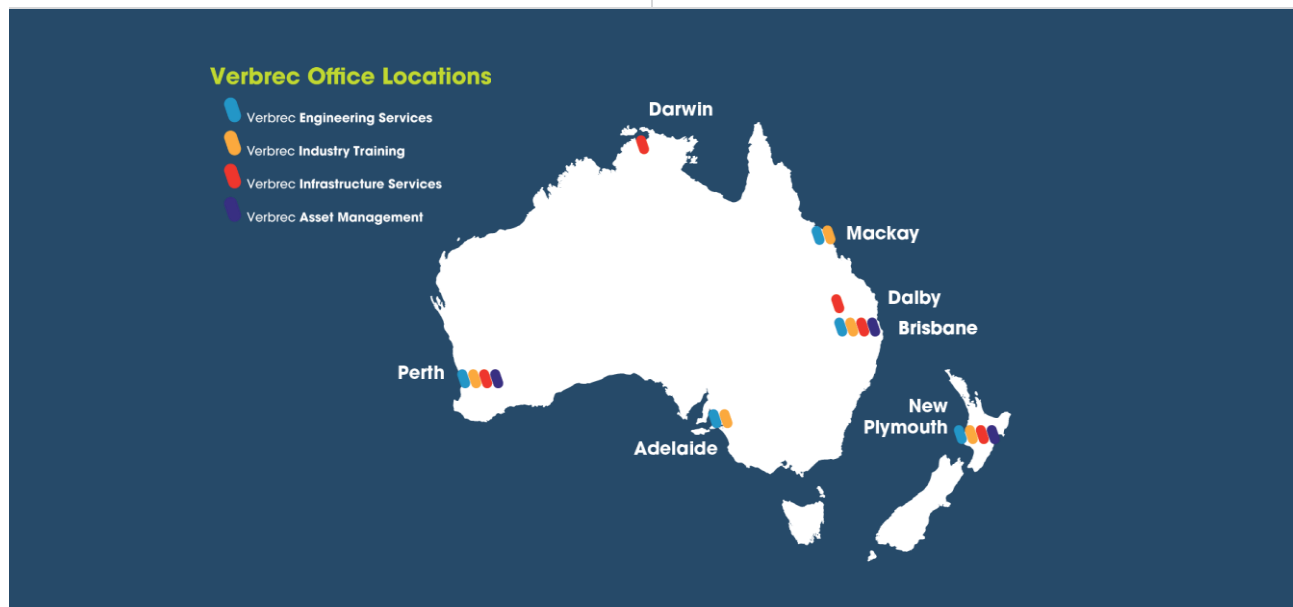 Verbrec Office Locations
Verbrec Engineering Services
Verbrec Industry Training
Verbrec Infrastructure Services
Verbrec Asset Management
Darwin
Mackay
Dalby
Brisbane
Perth
New
Plymouth
Adelaide